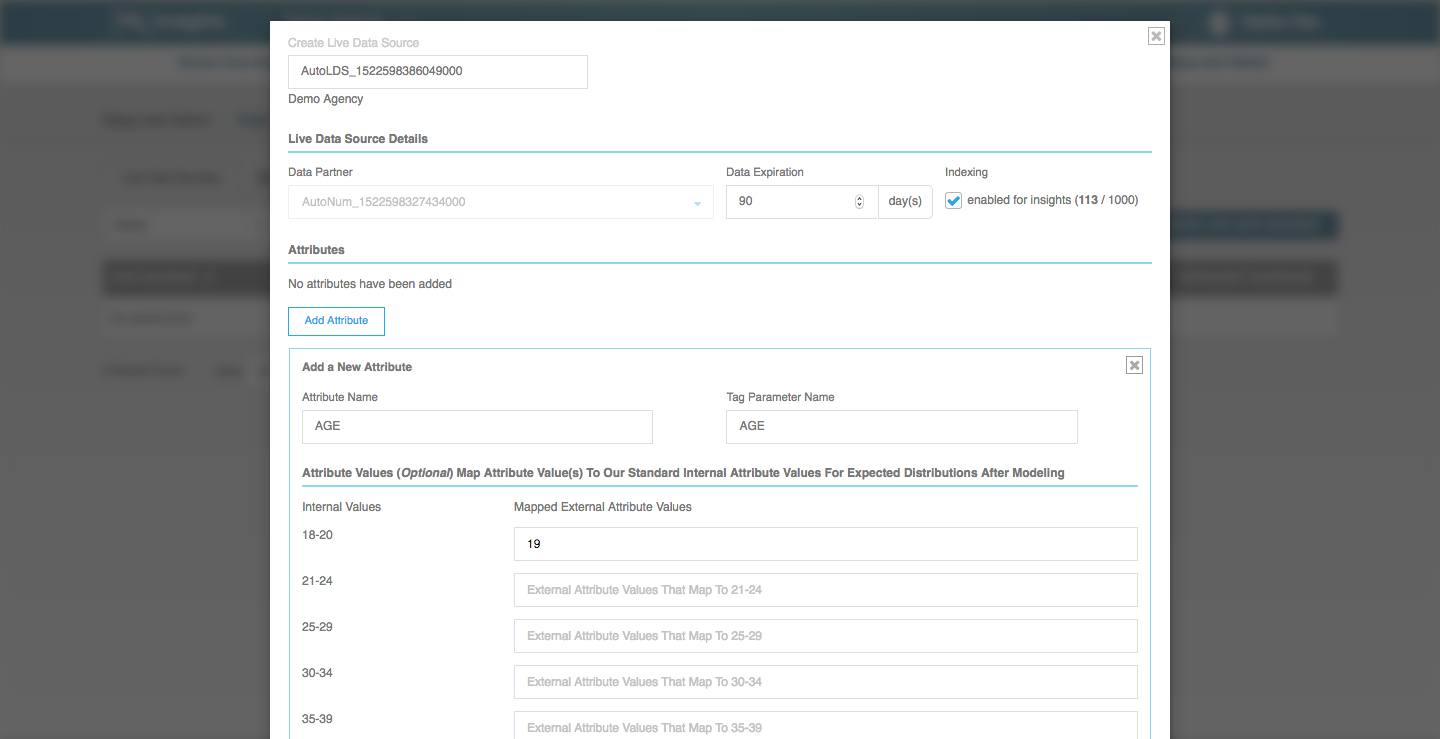 Create Live Data Source
AutoLDS_1522598386049000
Demo Agency
Live Data Source Details
Data Partner
Data Expiration
Indexing
AutoNum_1522598327434000
90
day(s)
enabled for insights (113 / 1000)
Attributes
No attributes have been added
Add Attribute
Add a New Attribute
Attribute Name
Tag Parameter Name
AGE
AGE
Attribute Values (Optional) Map Attribute Value(s) To Our Standard Internal Attribute Values For Expected Distributions After Modeling
Internal Values
Mapped External Attribute Values
18-20
19
21-24
External Attribute Values That Map To 21-24
25-29
External Attribute Values That Map To 25-29
30-34
External Attribute Values That Map To 30-34
35-39
External Attribute Values That Map To 35-39